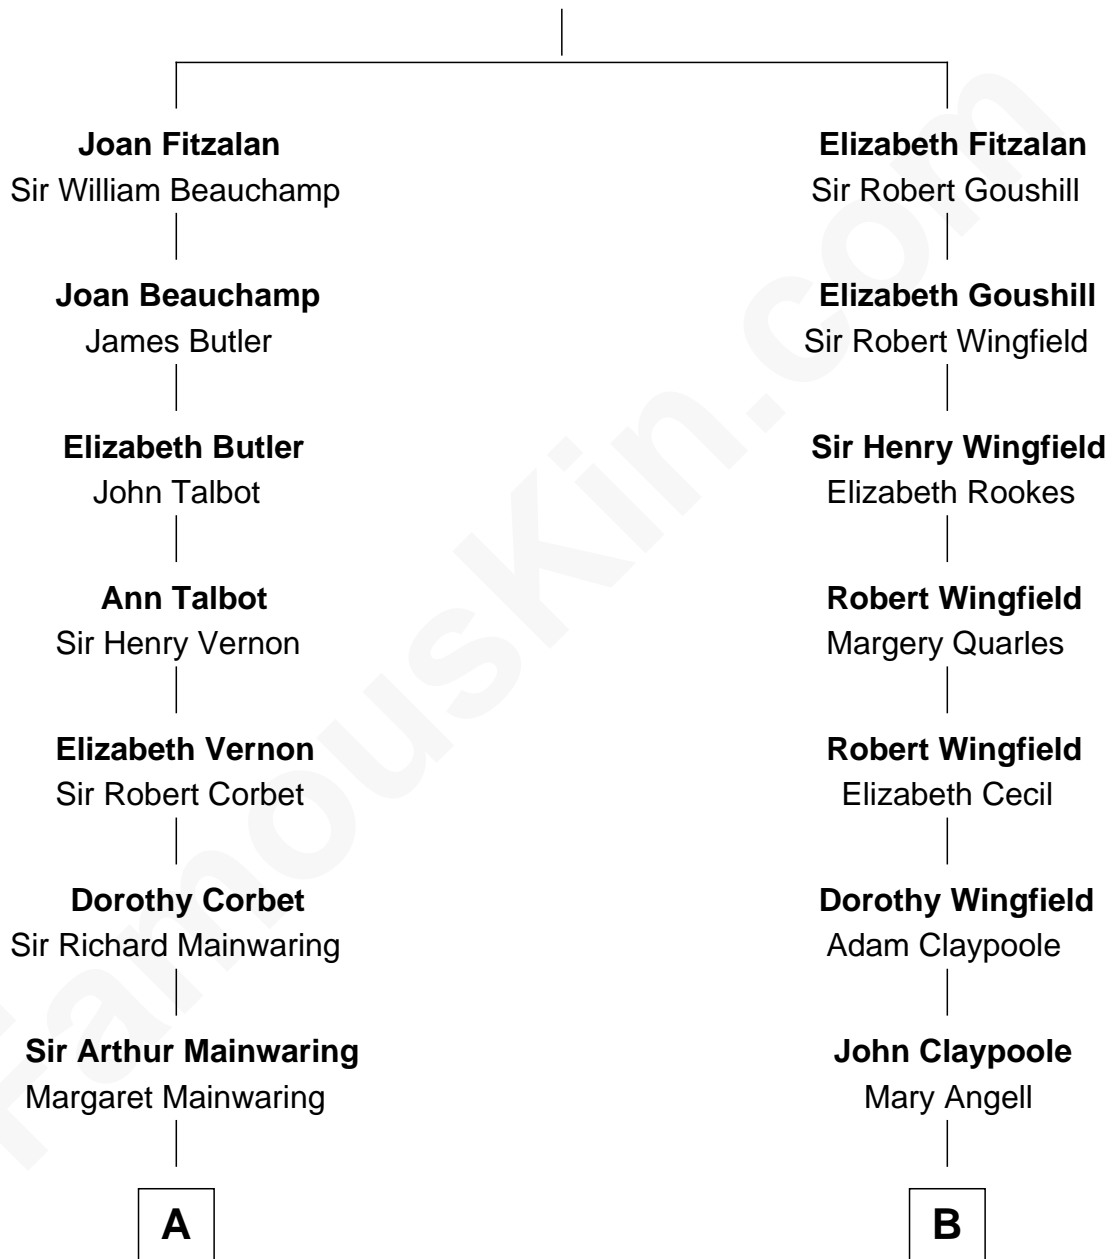 Joan Fitzalan
Sir William Beauchamp
Joan Beauchamp
James Butler
Elizabeth Butler
John Talbot
Ann Talbot
Sir Henry Vernon
Elizabeth Vernon
Sir Robert Corbet
Dorothy Corbet
Sir Richard Mainwaring
Sir Arthur Mainwaring
Margaret Mainwaring
A
Elizabeth Fitzalan
Sir Robert Goushill
Elizabeth Goushill
Sir Robert Wingfield
Sir Henry Wingfield
Elizabeth Rookes
Robert Wingfield
Margery Quarles
Robert Wingfield
Elizabeth Cecil
Dorothy Wingfield
Adam Claypoole
John Claypoole
Mary Angell
B
FamousKin.com